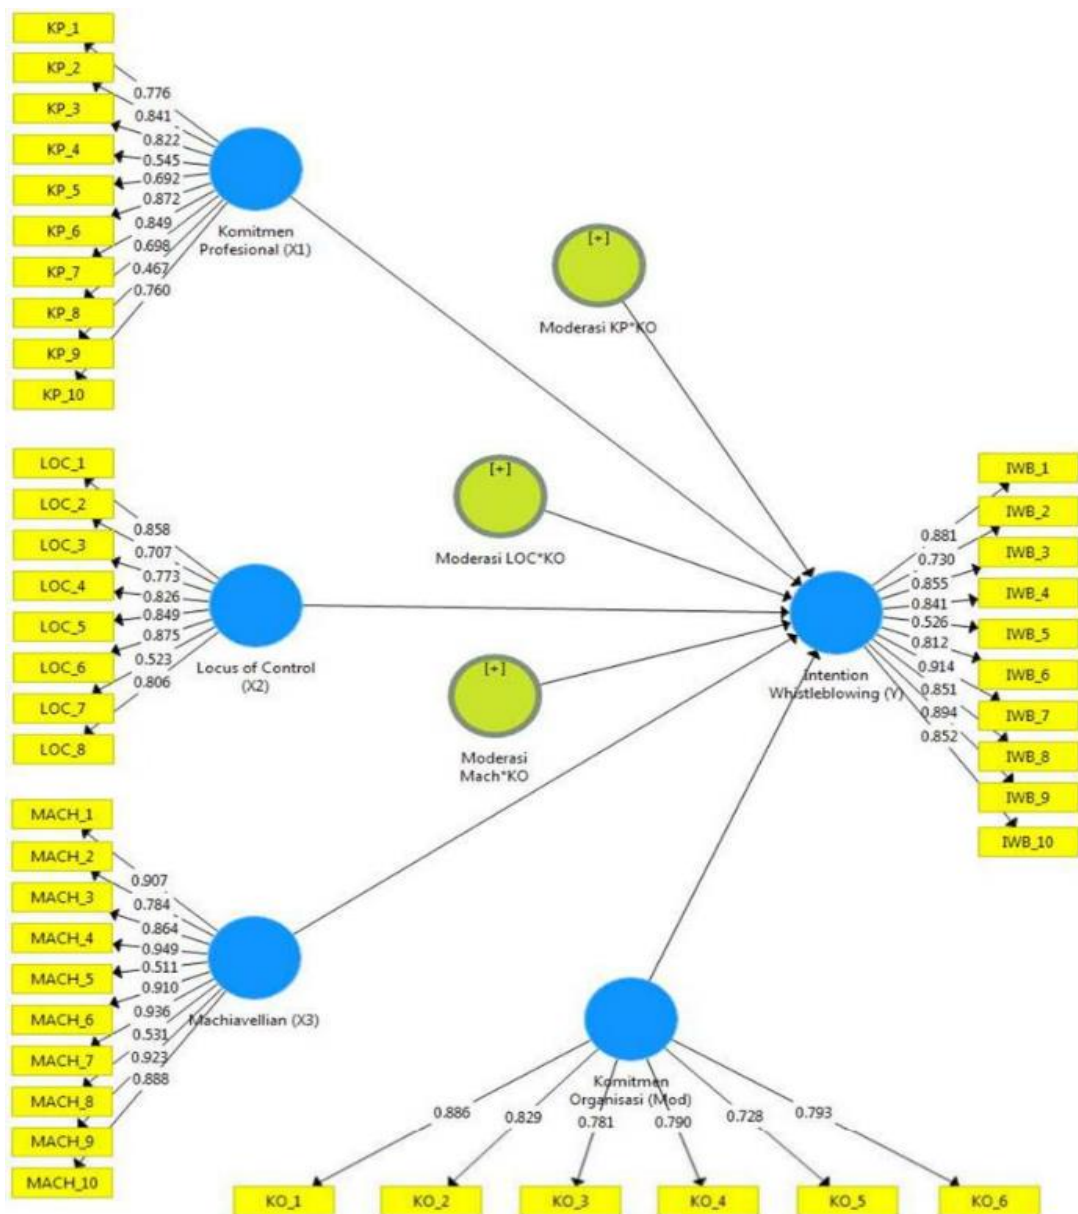 KP_1
KP_2
KP_3
KP_4
KP_5
KP_6
KP_7
KP_8
KP_9
KP_10
0.776
0.841
0.822
0.545
0.692
0.872
0.849
0.698
0.467
0.760
Komitmen
Profesional (X1)
[+]
Moderasi KP*KO
LOC_1
LOC_2
LOC_3
LOC_4
LOC_5
LOC_6
LOC_7
LOC_8
0.858
0.707
0.773
0.826
0.849
0.875
0.523
0.806
Locus of Control
(X2)
[+]
Moderasi LOC*KO
[+]
Moderasi
Mach*KO
Intention
Whistleblowing (Y)
0.881
0.730
0.855
0.841
0.526
0.812
0.914
0.851
0.894
0.852
IWB_1
IWB_2
IWB_3
IWB_4
IWB_5
IWB_6
IWB_7
IWB_8
IWB_9
IWB_10
MACH_1
MACH_2
MACH_3
MACH_4
MACH_5
MACH_6
MACH_7
MACH_8
MACH_9
MACH_10
0.907
0.784
0.864
0.949
0.511
0.910
0.936
0.531
0.923
0.888
Machiavellian (X3)
Komitmen
Organisasi (Mod)
0.886
0.829
0.781
0.790
0.728
0.793
KO_1
KO_2
KO_3
KO_4
KO_5
KO_6